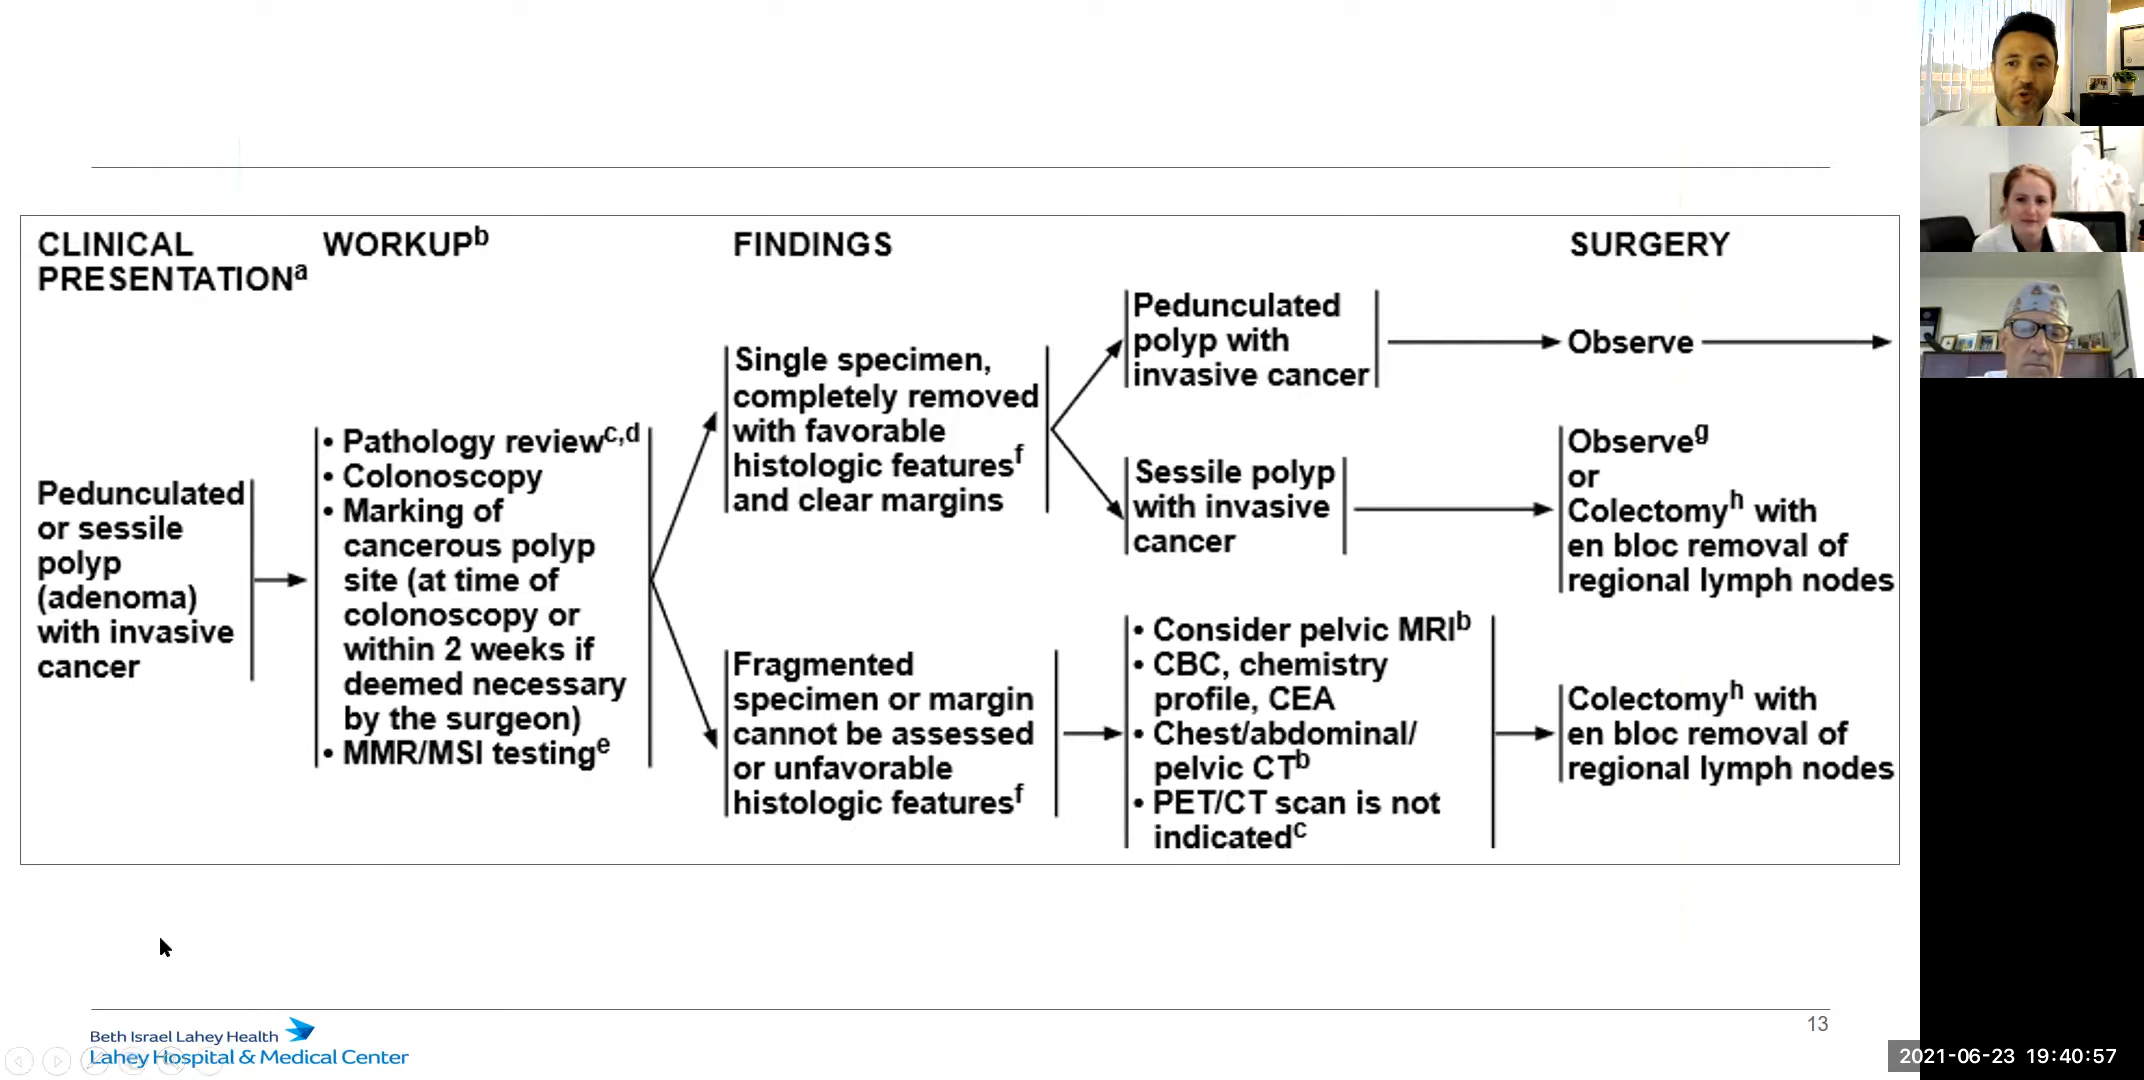 CLINICAL
PRESENTATIONa
WORKUPb
FINDINGS
SURGERY
Pedunculated
or sessile
polyp
(adenoma)
with invasive
cancer
• Pathology reviewc,d
• Colonoscopy
• Marking of
cancerous polyp
site (at time of
colonoscopy or
within 2 weeks if
deemed necessary
by the surgeon)
• MMR/MSI testinge
Single specimen,
completely removed
with favorable
histologic featuresf
and clear margins
Fragmented
specimen or margin
cannot be assessed
or unfavorable
histologic featuresf
Pedunculated
polyp with
invasive cancer
Sessile polyp
with invasive
cancer
• Consider pelvic MRIb
• CBC, chemistry
profile, CEA
• Chest/abdominal/
pelvic CTb
• PET/CT scan is not
indicatedc
Observe
Observeg
or
Colectomyh with
en bloc removal of
regional lymph nodes
Colectomyh with
en bloc removal of
regional lymph nodes
Beth Israel Lahey Health
Lahey Hospital & Medical Center
13
2021-06-23 19:40:57